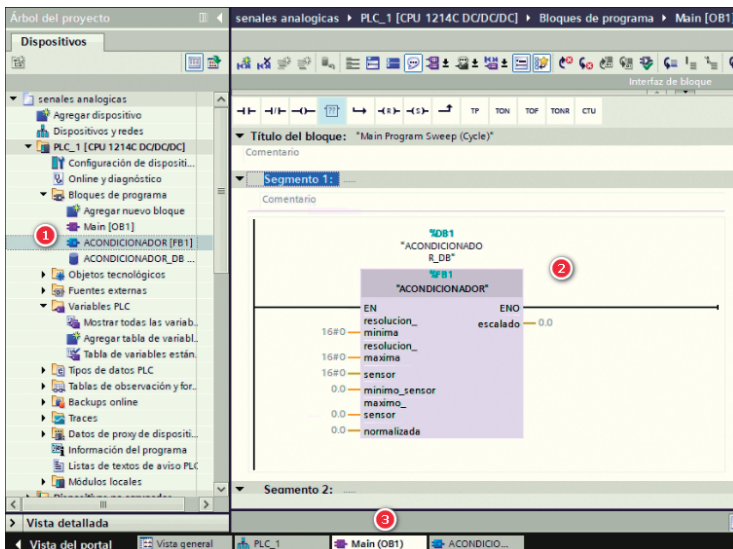 Árbol del proyecto
senales analogicas ▸ PLC_1 [CPU 1214C DC/DC/DC] ▸ Bloques de programa ▸ Main [OB1]
Dispositivos
Interfaz de bloque
senales analogicas
Agregar dispositivo
Dispositivos y redes
PLC_1 [CPU 1214C DC/DC/DC]
Configuración de dispositi...
Online y diagnóstico
Bloques de programa
Agregar nuevo bloque
Main [OB1]
1
ACONDICIONADOR [FB1]
ACONDICIONADOR_DB ...
Objetos tecnológicos
Fuentes externas
Variables PLC
Mostrar todas las variab..
Agregar tabla de variabl..
Tabla de variables están..
Tipos de datos PLC
Tablas de observación y for..
Backups online
Traces
Datos de proxy de dispositi...
Información del programa
Listas de textos de aviso PLC
Módulos locales
Vista detallada
TP TON TOF TONR CTU
Título del bloque: "Main Program Sweep (Cycle)"
Comentario
Segmento 1: ....
Comentario
%DB1
"ACONDICIONADO
R_DB"
%FB1
2
"ACONDICIONADOR"
EN ENO
resolucion_
16#0 minima
escalado 0.0
resolucion_
16#0 maxima
16#0 sensor
0.0 minimo_sensor
maximo_
0.0 sensor
0.0 normalizada
Segmento 2: ....
3
Vista del portal
Vista general
PLC_1
Main (OB1)
ACONDICIO...